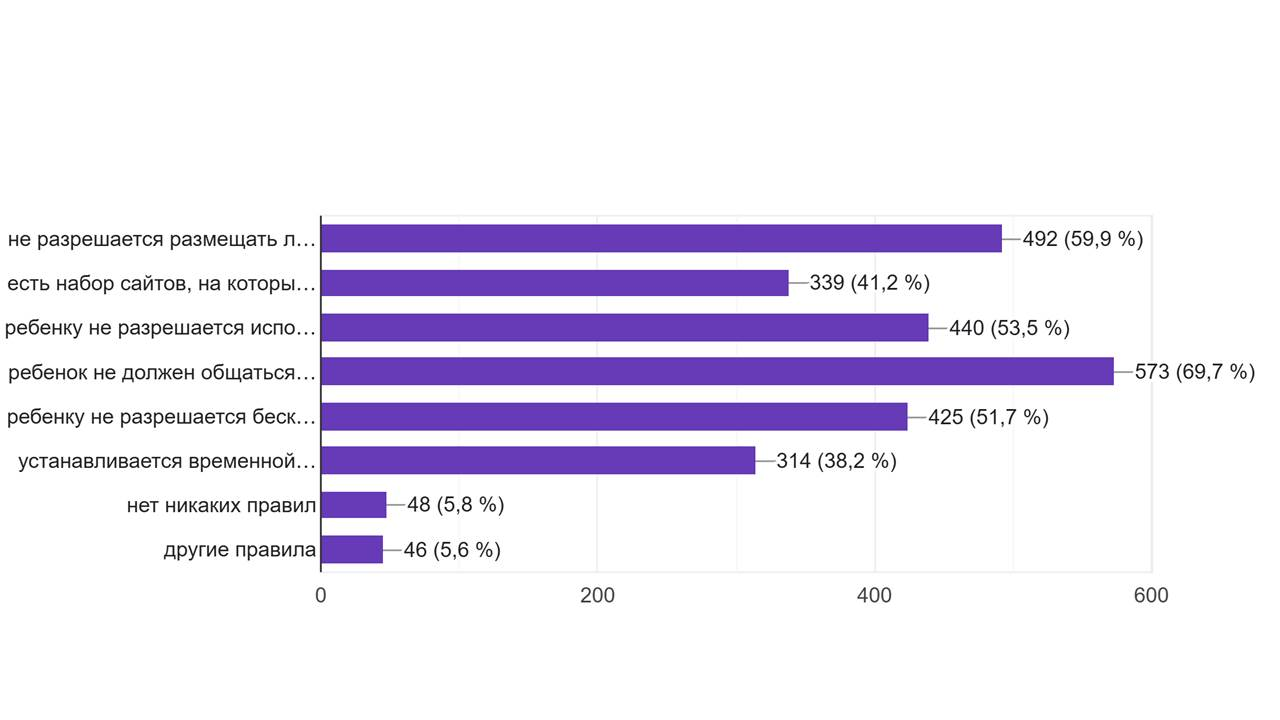 не разрешается размещать л… 492 (59,9 %)
есть набор сайтов, на которы… 339 (41,2 %)
ребенку не разрешается испо… 440 (53,5 %)
ребенок не должен общаться… 573 (69,7 %)
ребенку не разрешается беск… 425 (51,7 %)
устанавливается временной… 314 (38,2 %)
нет никаких правил 48 (5,8 %)
другие правила 46 (5,6 %)
0 200 400 600